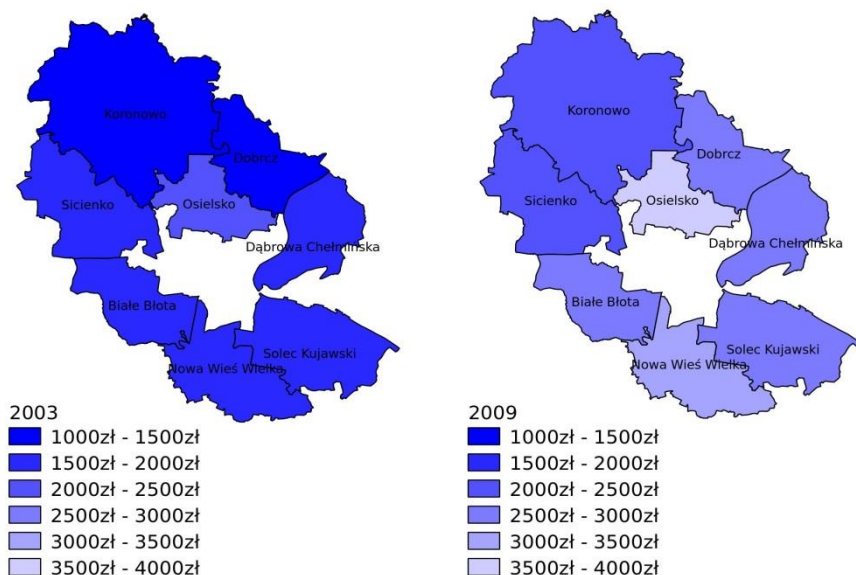 Koronowo
Dobrcz
Sicienko
Osielsko
Dąbrowa Chełmińska
Białe Błota
Solec Kujawski
Nowa Wieś Wielka
2003
1000zł - 1500zł
1500zł - 2000zł
2000zł - 2500zł
2500zł - 3000zł
3000zł - 3500zł
3500zł - 4000zł
Koronowo
Dobrcz
Sicienko
Osielsko
Dąbrowa Chełmińska
Białe Błota
Solec Kujawski
Nowa Wieś Wielka
2009
1000zł - 1500zł
1500zł - 2000zł
2000zł - 2500zł
2500zł - 3000zł
3000zł - 3500zł
3500zł - 4000zł